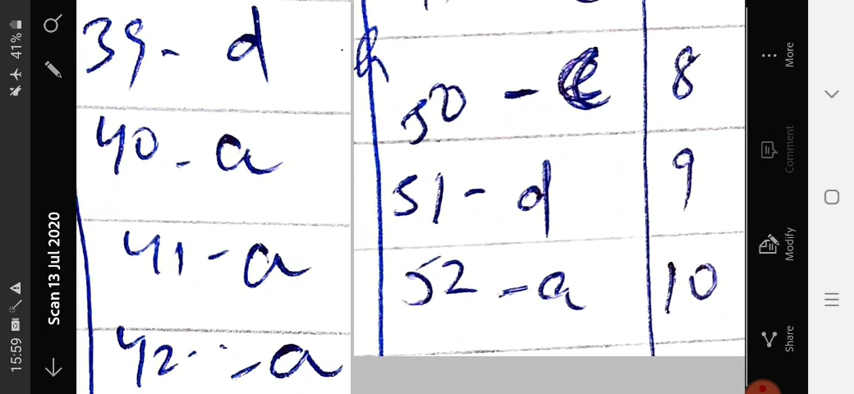 39- d
40 - a
41 - a
42 - a
50 - c
8
51 - d
9
52 - a
10
15:59
41%
Scan 13 Jul 2020
More
Comment
Modify
Share